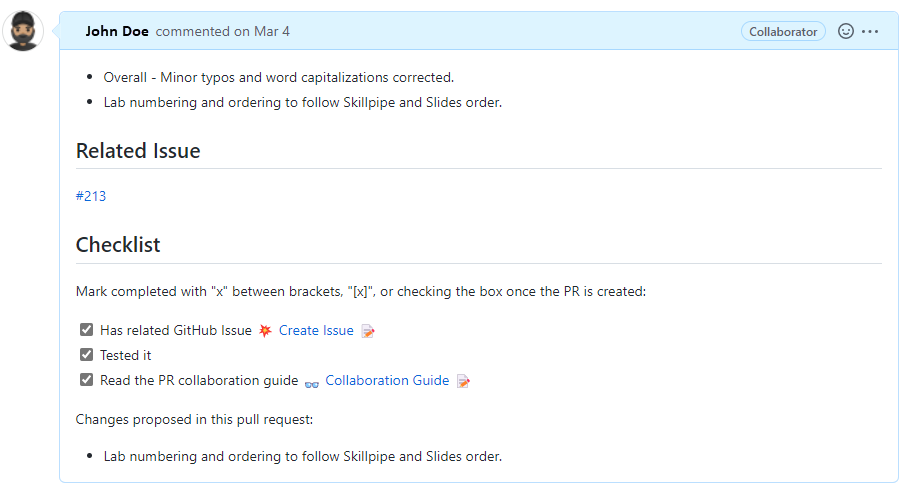 John Doe commented on Mar 4 Collaborator
Overall - Minor typos and word capitalizations corrected.
Lab numbering and ordering to follow Skillpipe and Slides order.
Related Issue
#213
Checklist
Mark completed with "x" between brackets, "[x]", or checking the box once the PR is created:
Has related GitHub Issue 💥 Create Issue 📝
Tested it
Read the PR collaboration guide 👓 Collaboration Guide 📝
Changes proposed in this pull request:
Lab numbering and ordering to follow Skillpipe and Slides order.